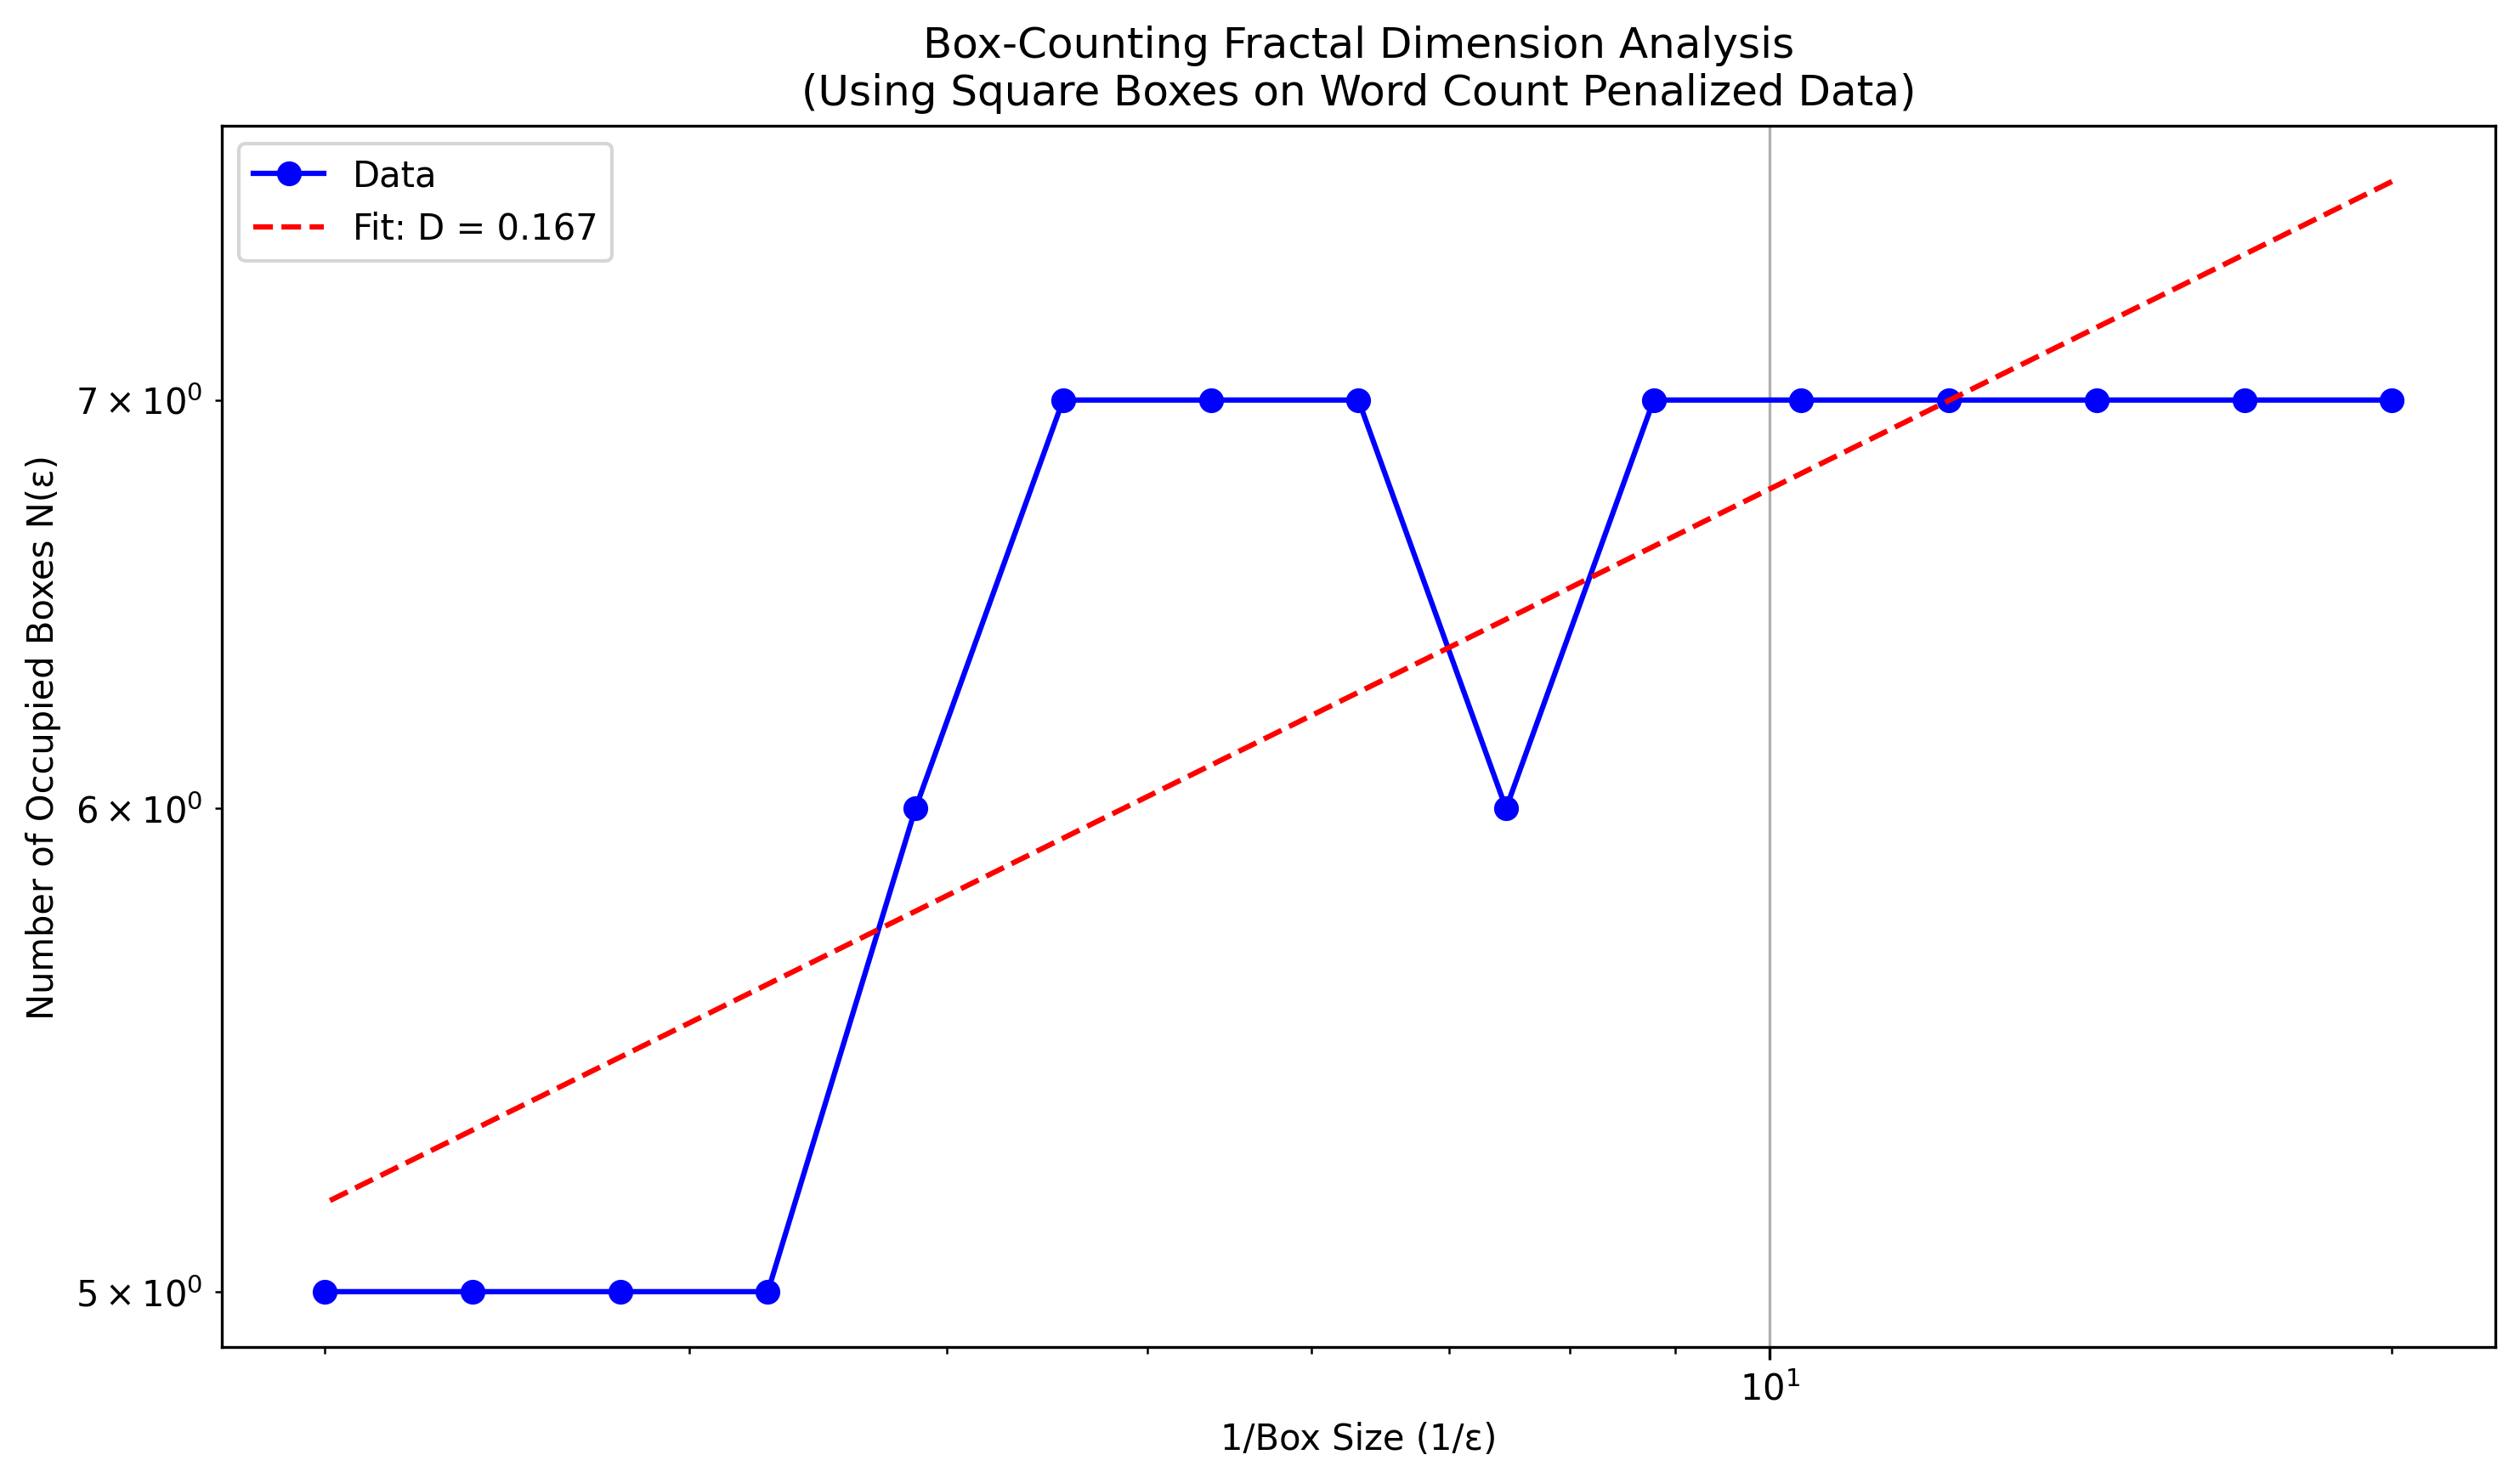 Box-Counting Fractal Dimension Analysis
(Using Square Boxes on Word Count Penalized Data)
Data
Fit: D = 0.167
Number of Occupied Boxes N(ε)
7 × 10⁰
6 × 10⁰
5 × 10⁰
10¹
1/Box Size (1/ε)